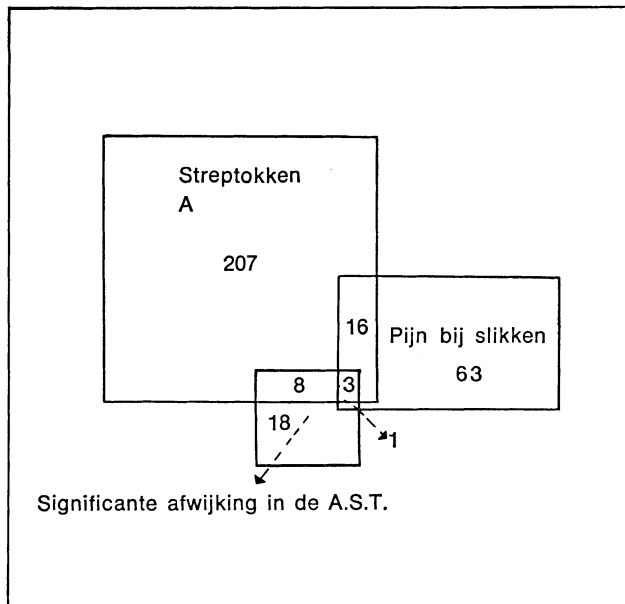 Streptokken
A
207
16
Pijn bij slikken
63
8
3
18
1
Significante afwijking in de A.S.T.